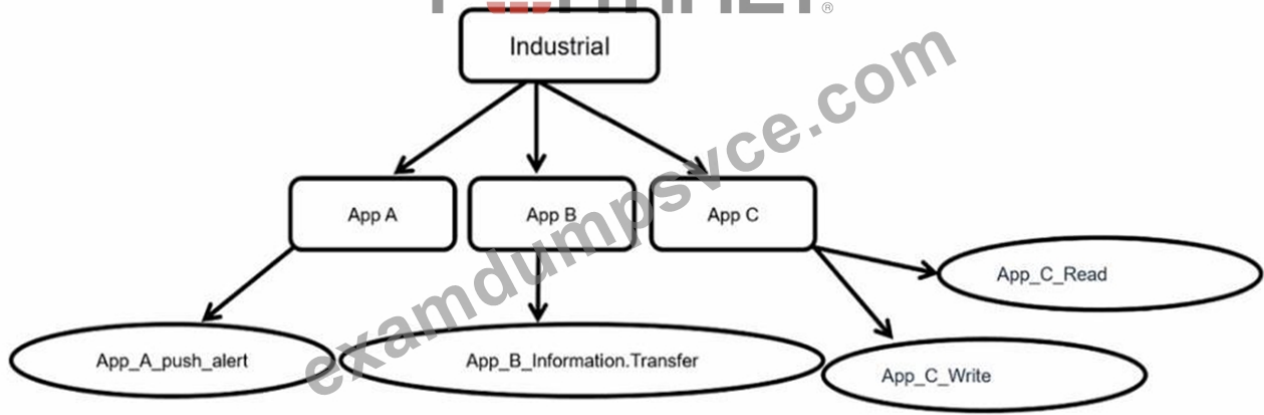 Industrial
App A
App B
App C
App_C_Read
App_A_push_alert
App_B_Information.Transfer
App_C_Write
examdumpsvce.com
®